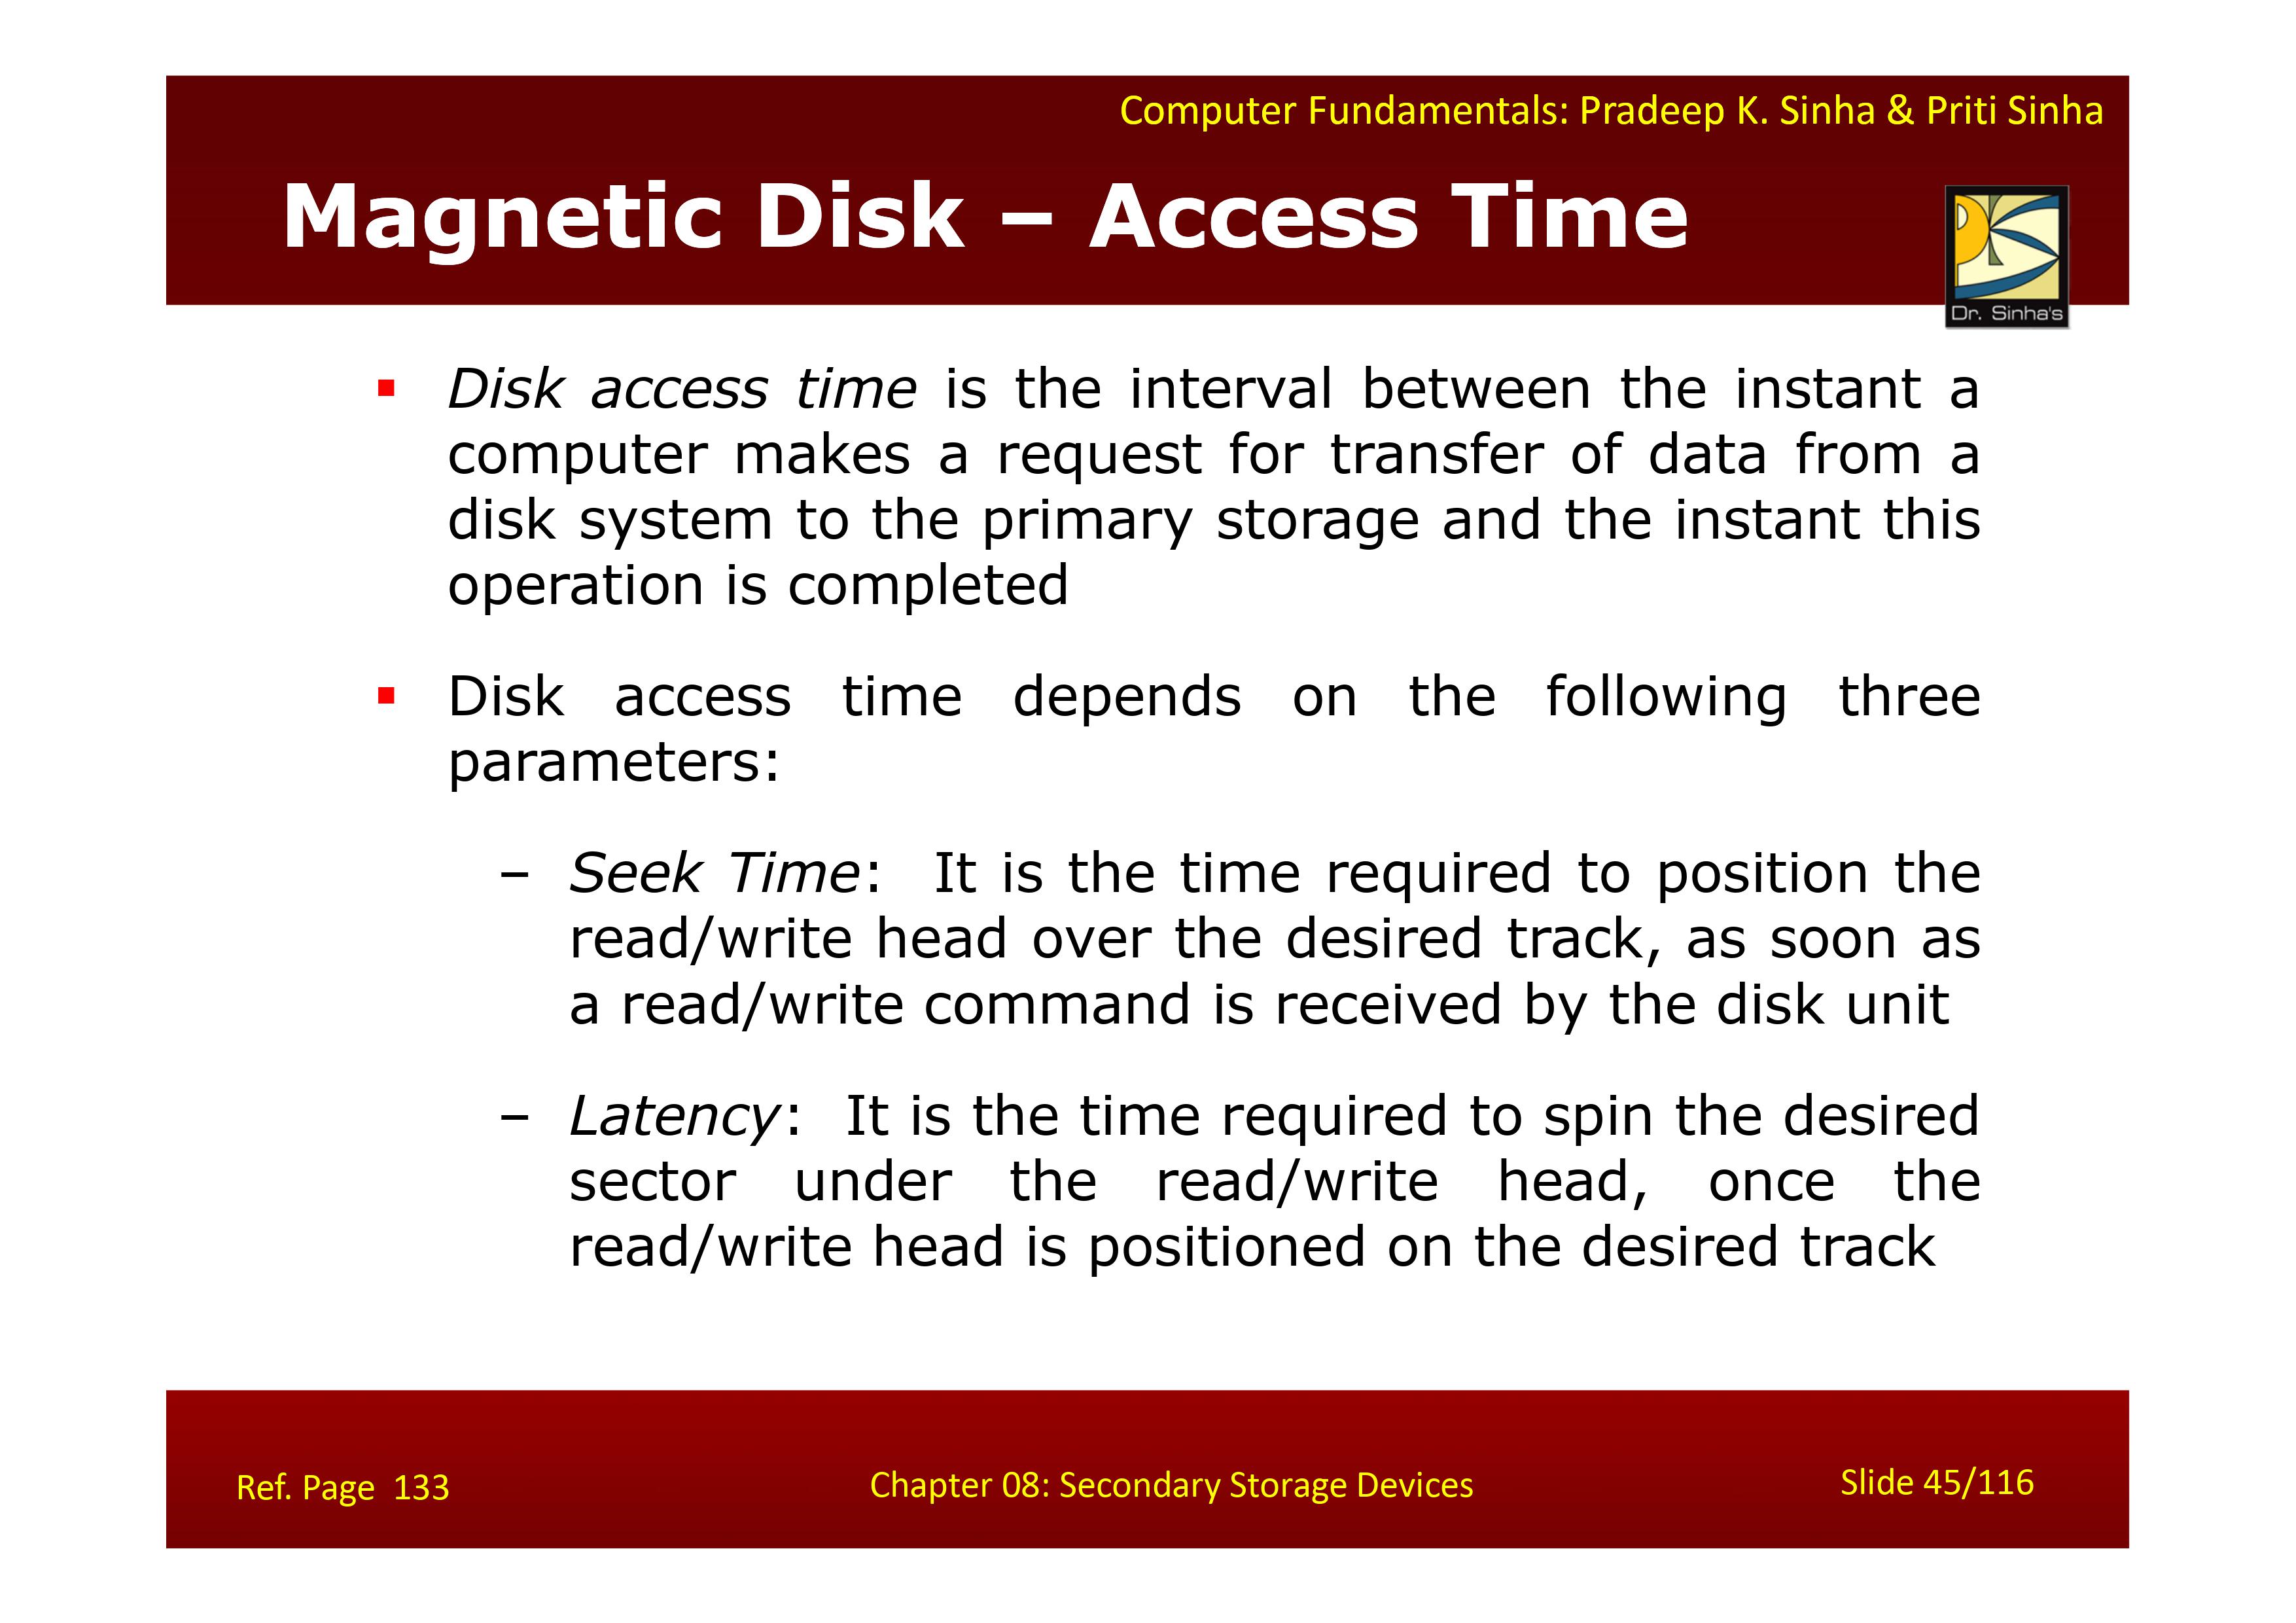 Computer Fundamentals: Pradeep K. Sinha & Priti Sinha
Magnetic Disk – Access Time
Dr. Sinha's
▪ Disk access time is the interval between the instant a
computer makes a request for transfer of data from a
disk system to the primary storage and the instant this
operation is completed
▪ Disk access time depends on the following three
parameters:
– Seek Time: It is the time required to position the
read/write head over the desired track, as soon as
a read/write command is received by the disk unit
– Latency: It is the time required to spin the desired
sector under the read/write head, once the
read/write head is positioned on the desired track
Ref. Page 133
Chapter 08: Secondary Storage Devices
Slide 45/116